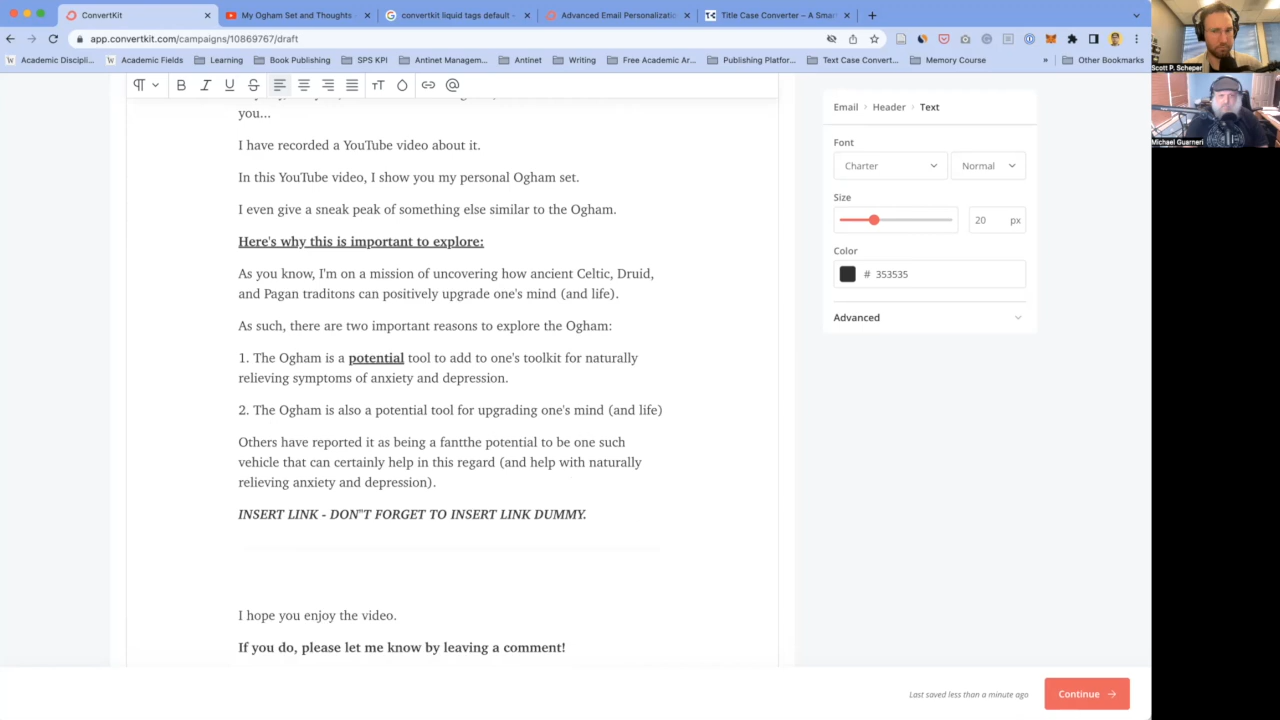 ConvertKit
My Ogham Set and Thoughts
convertkit liquid tags default -
Advanced Email Personalizatio
Title Case Converter – A Smar
app.convertkit.com/campaigns/10869767/draft
Academic Discipli...
Academic Fields
Learning
Book Publishing
SPS KPI
Antinet Managem...
Antinet
Writing
Free Academic Ar...
Publishing Platfor...
Text Case Convert...
Memory Course
»
Other Bookmarks
you...
I have recorded a YouTube video about it.
In this YouTube video, I show you my personal Ogham set.
I even give a sneak peak of something else similar to the Ogham.
Here's why this is important to explore:
As you know, I'm on a mission of uncovering how ancient Celtic, Druid,
and Pagan traditons can positively upgrade one's mind (and life).
As such, there are two important reasons to explore the Ogham:
1. The Ogham is a potential tool to add to one's toolkit for naturally
relieving symptoms of anxiety and depression.
2. The Ogham is also a potential tool for upgrading one's mind (and life)
Others have reported it as being a fantthe potential to be one such
vehicle that can certainly help in this regard (and help with naturally
relieving anxiety and depression).
INSERT LINK - DON"T FORGET TO INSERT LINK DUMMY.
I hope you enjoy the video.
If you do, please let me know by leaving a comment!
Email > Header > Text
Font
Charter
Normal
Size
20 px
Color
# 353535
Advanced
Last saved less than a minute ago
Continue →
Scott P. Scheper
Michael Guarneri